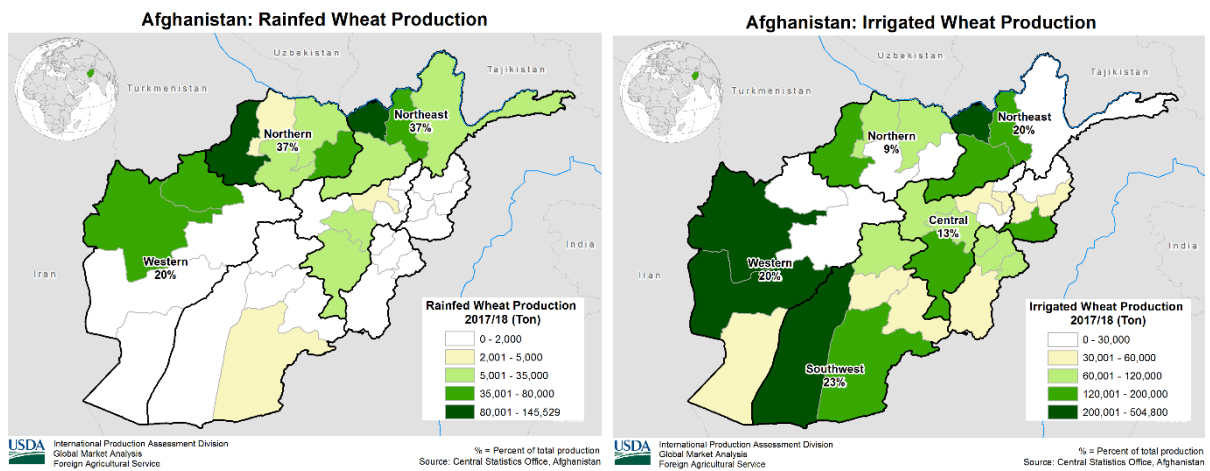 Afghanistan: Rainfed Wheat Production
Uzbekistan
Tajikistan
Turkmenistan
Northeast
37%
Northern
37%
Western
20%
Iran
India
Rainfed Wheat Production
2017/18 (Ton)
0 - 2,000
2,001 - 5,000
5,001 - 35,000
35,001 - 80,000
80,001 - 145,529
USDA
International Production Assessment Division
Global Market Analysis
Foreign Agricultural Service
% = Percent of total production
Source: Central Statistics Office, Afghanistan
Afghanistan: Irrigated Wheat Production
Uzbekistan
Tajikistan
Turkmenistan
Northeast
20%
Northern
9%
Central
13%
Western
20%
Iran
India
Southwest
23%
Irrigated Wheat Production
2017/18 (Ton)
0 - 30,000
30,001 - 60,000
60,001 - 120,000
120,001 - 200,000
200,001 - 504,800
USDA
International Production Assessment Division
Global Market Analysis
Foreign Agricultural Service
% = Percent of total production
Source: Central Statistics Office, Afghanistan